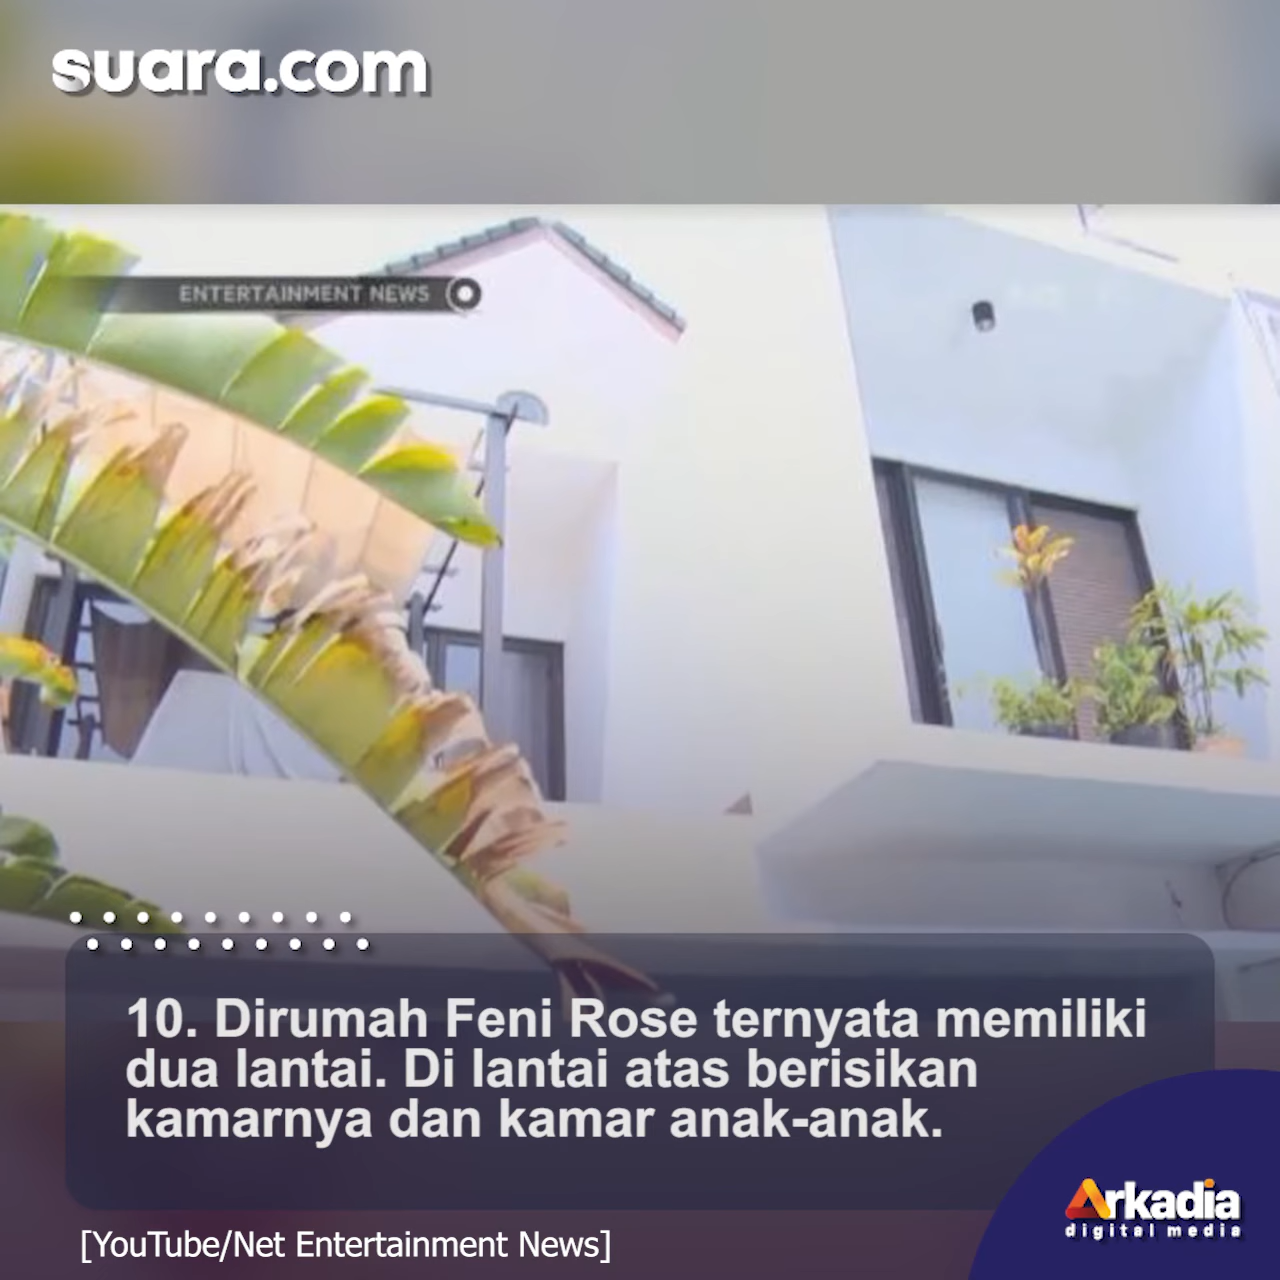 suara.com
ENTERTAINMENT NEWS
10. Dirumah Feni Rose ternyata memiliki
dua lantai. Di lantai atas berisikan
kamarnya dan kamar anak-anak.
[YouTube/Net Entertainment News]
Arkadia
digital media